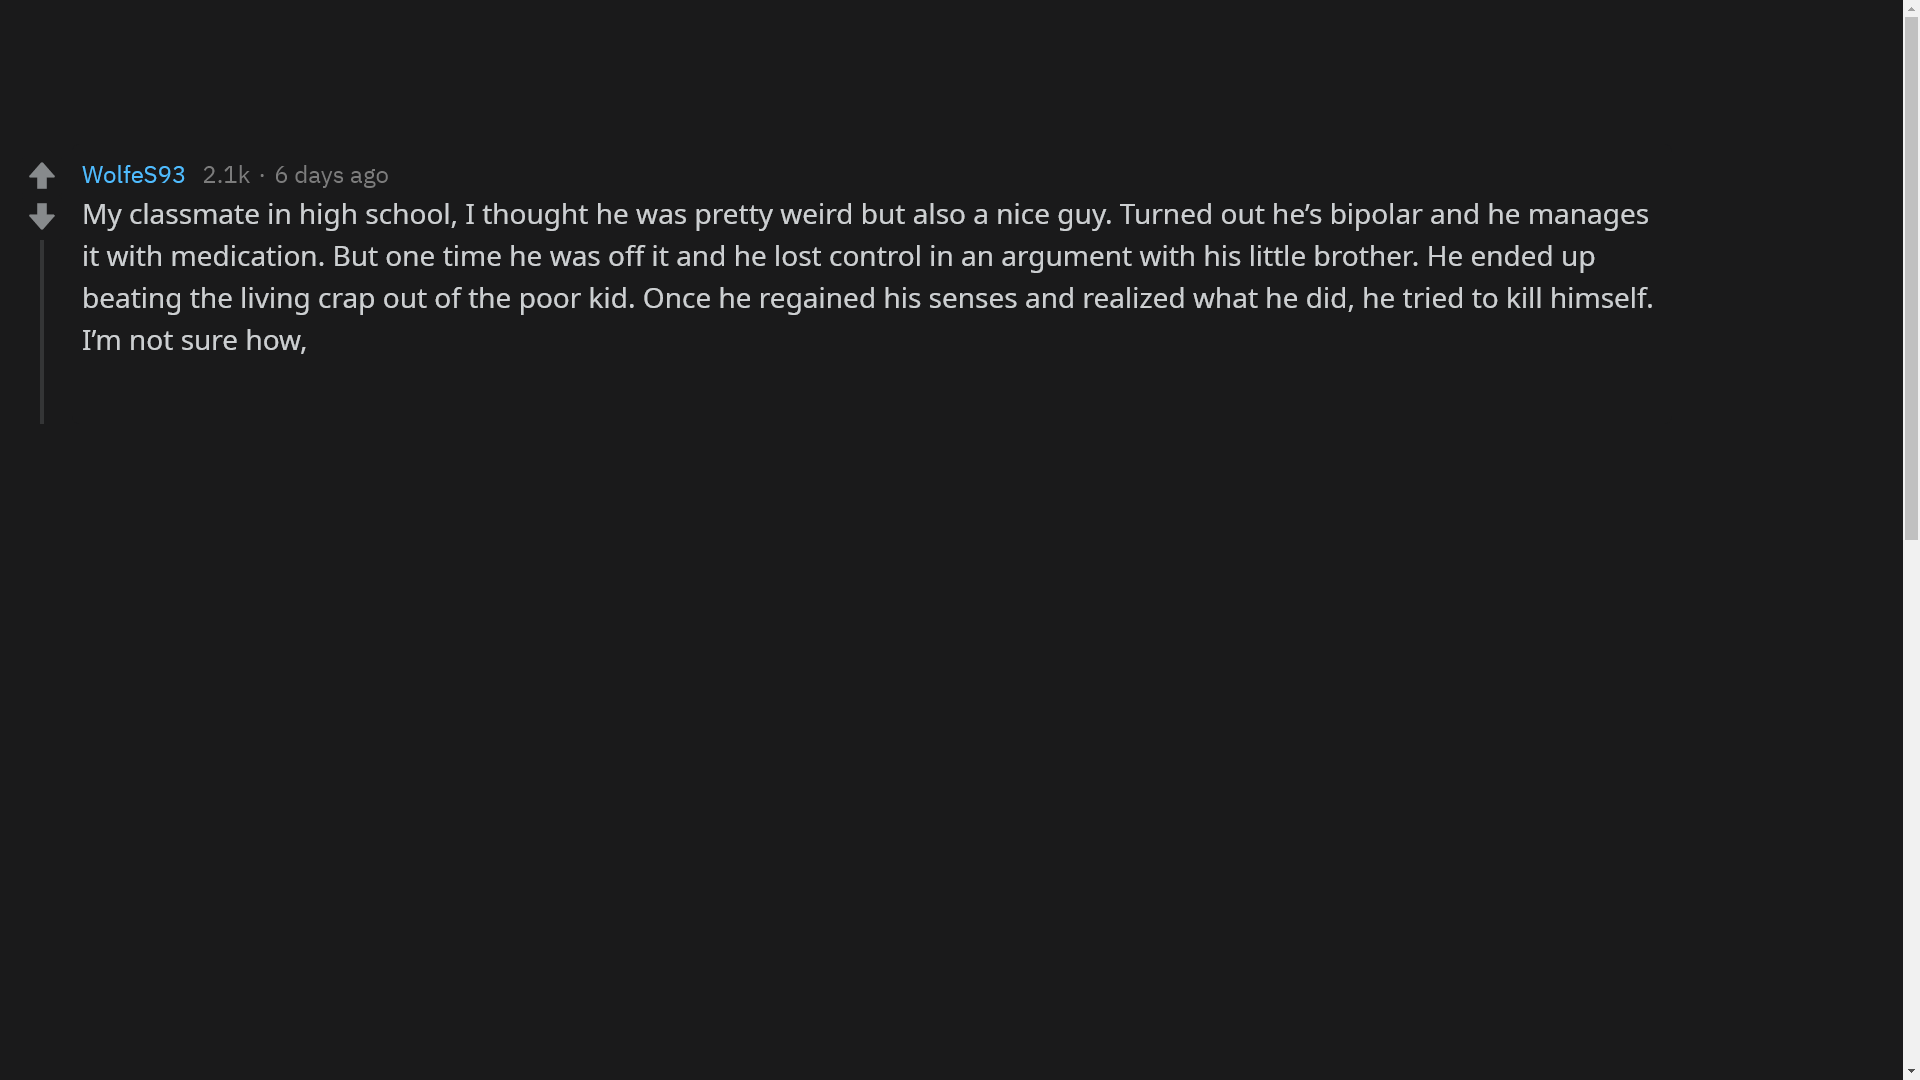 WolfeS93 2.1k · 6 days ago
My classmate in high school, I thought he was pretty weird but also a nice guy. Turned out he’s bipolar and he manages
it with medication. But one time he was off it and he lost control in an argument with his little brother. He ended up
beating the living crap out of the poor kid. Once he regained his senses and realized what he did, he tried to kill himself.
I’m not sure how,